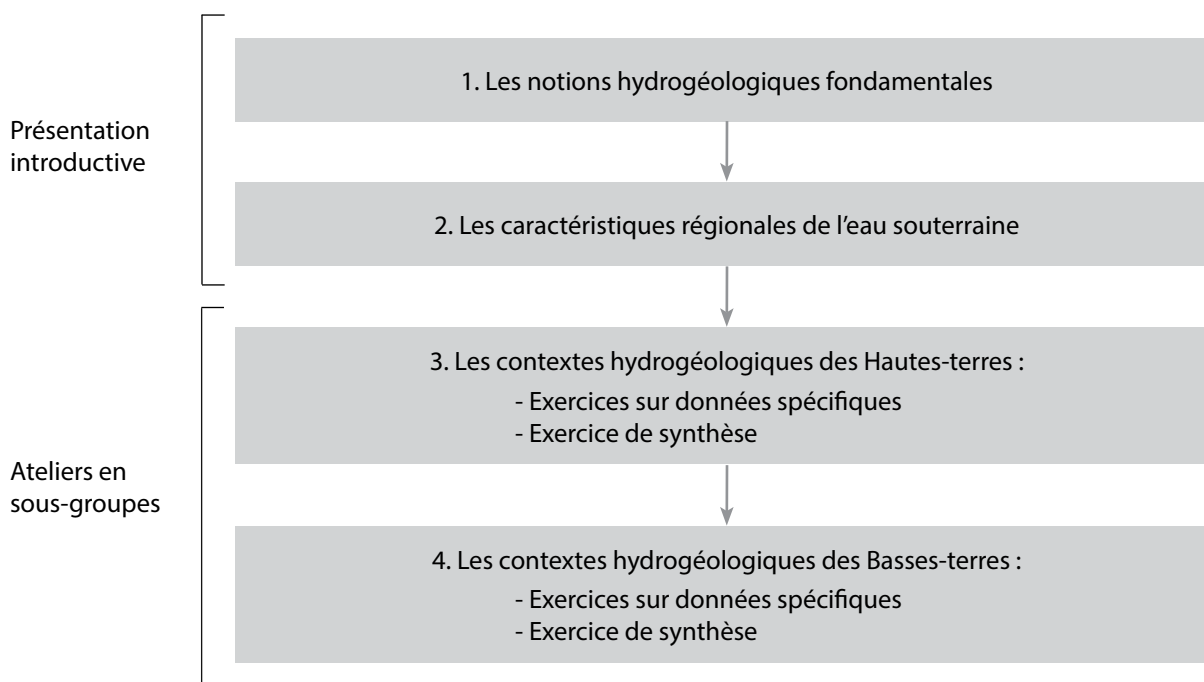 Présentation
introductive
1. Les notions hydrogéologiques fondamentales
2. Les caractéristiques régionales de l'eau souterraine
Ateliers en
sous-groupes
3. Les contextes hydrogéologiques des Hautes-terres :
- Exercices sur données spécifiques
- Exercice de synthèse
4. Les contextes hydrogéologiques des Basses-terres :
- Exercices sur données spécifiques
- Exercice de synthèse